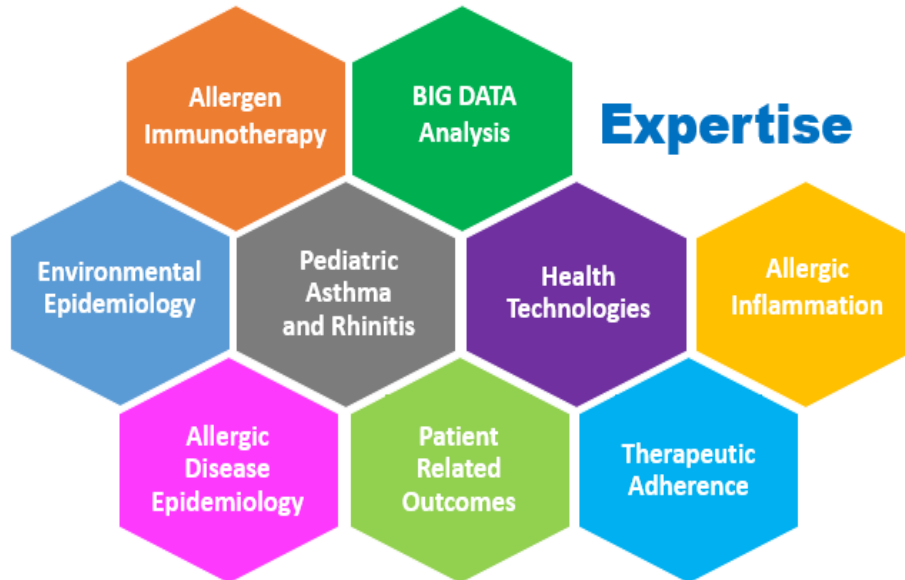 Allergen
Immunotherapy
BIG DATA
Analysis
Expertise
Environmental
Epidemiology
Pediatric
Asthma
and Rhinitis
Health
Technologies
Allergic
Inflammation
Allergic
Disease
Epidemiology
Patient
Related
Outcomes
Therapeutic
Adherence